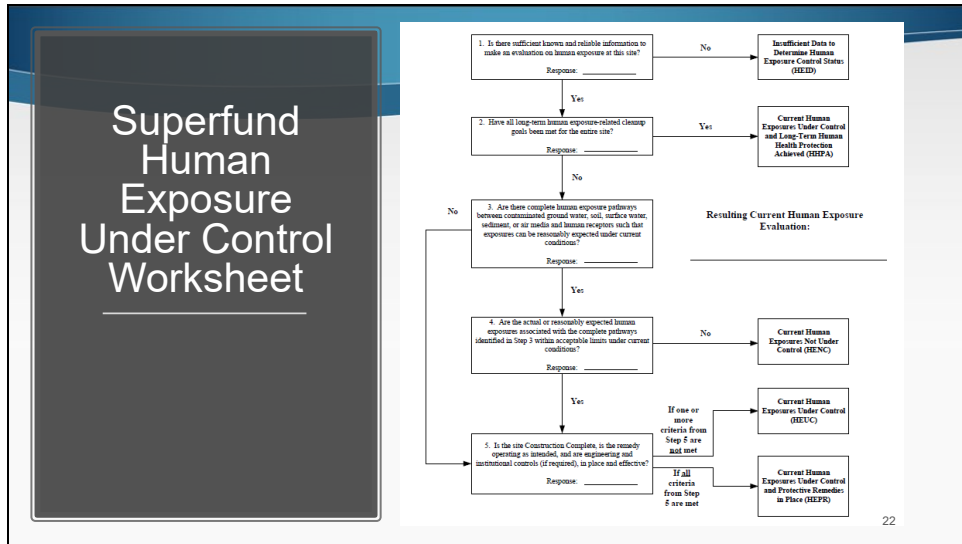 Superfund
Human
Exposure
Under Control
Worksheet
1. Is there sufficient known and reliable information to
make an evaluation on human exposure at this site?
Response: ____________
No
Insufficient Data to
Determine Human
Exposure Control Status
(HEID)
Yes
2. Have all long-term human exposure-related cleanup
goals been met for the entire site?
Response: ____________
Yes
Current Human
Exposures Under Control
and Long-Term Human
Health Protection
Achieved (HHPA)
No
3. Are there complete human exposure pathways
between contaminated ground water, soil, surface water,
sediment, or air media and human receptors such that
exposures can be reasonably expected under current
conditions?
Response: ____________
No
Resulting Current Human Exposure
Evaluation:
Yes
4. Are the actual or reasonably expected human
exposures associated with the complete pathways
identified in Step 3 within acceptable limits under current
conditions?
Response: ____________
No
Current Human
Exposures Not Under
Control (HENC)
Yes
If one or
more
criteria from
Step 5 are
not met
Current Human
Exposures Under Control
(HEUC)
5. Is the site Construction Complete, is the remedy
operating as intended, and are engineering and
institutional controls (if required), in place and effective?
Response: ____________
If all
criteria
from Step
5 are met
Current Human
Exposures Under Control
and Protective Remedies
in Place (HEPR)
22